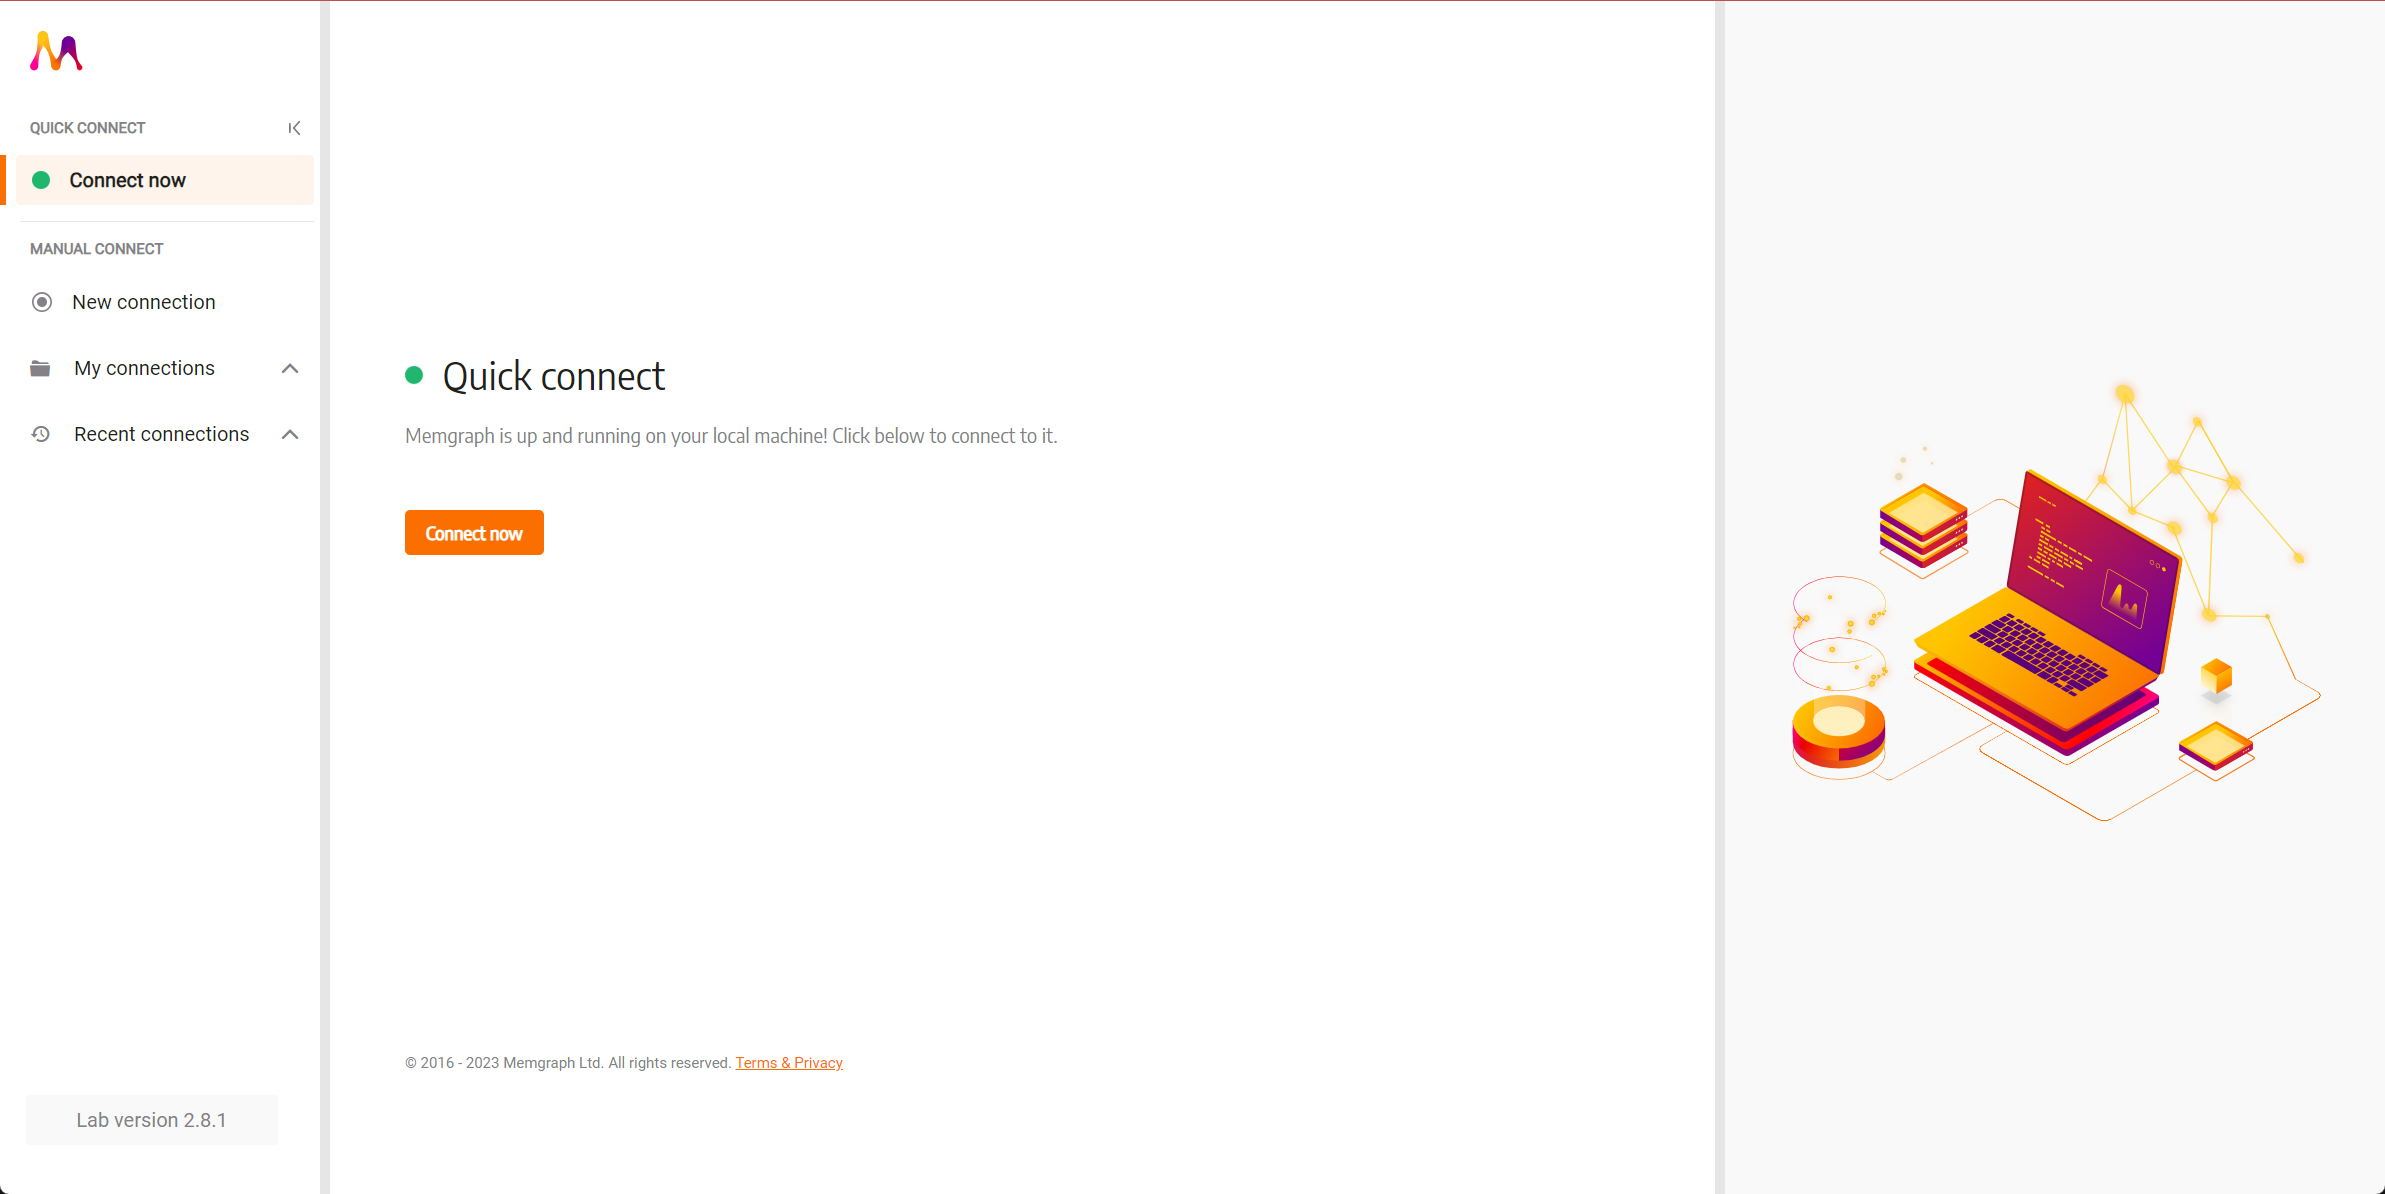 QUICK CONNECT
Connect now
MANUAL CONNECT
New connection
My connections
Recent connections
Lab version 2.8.1
Quick connect
Memgraph is up and running on your local machine! Click below to connect to it.
Connect now
© 2016 - 2023 Memgraph Ltd. All rights reserved. Terms & Privacy